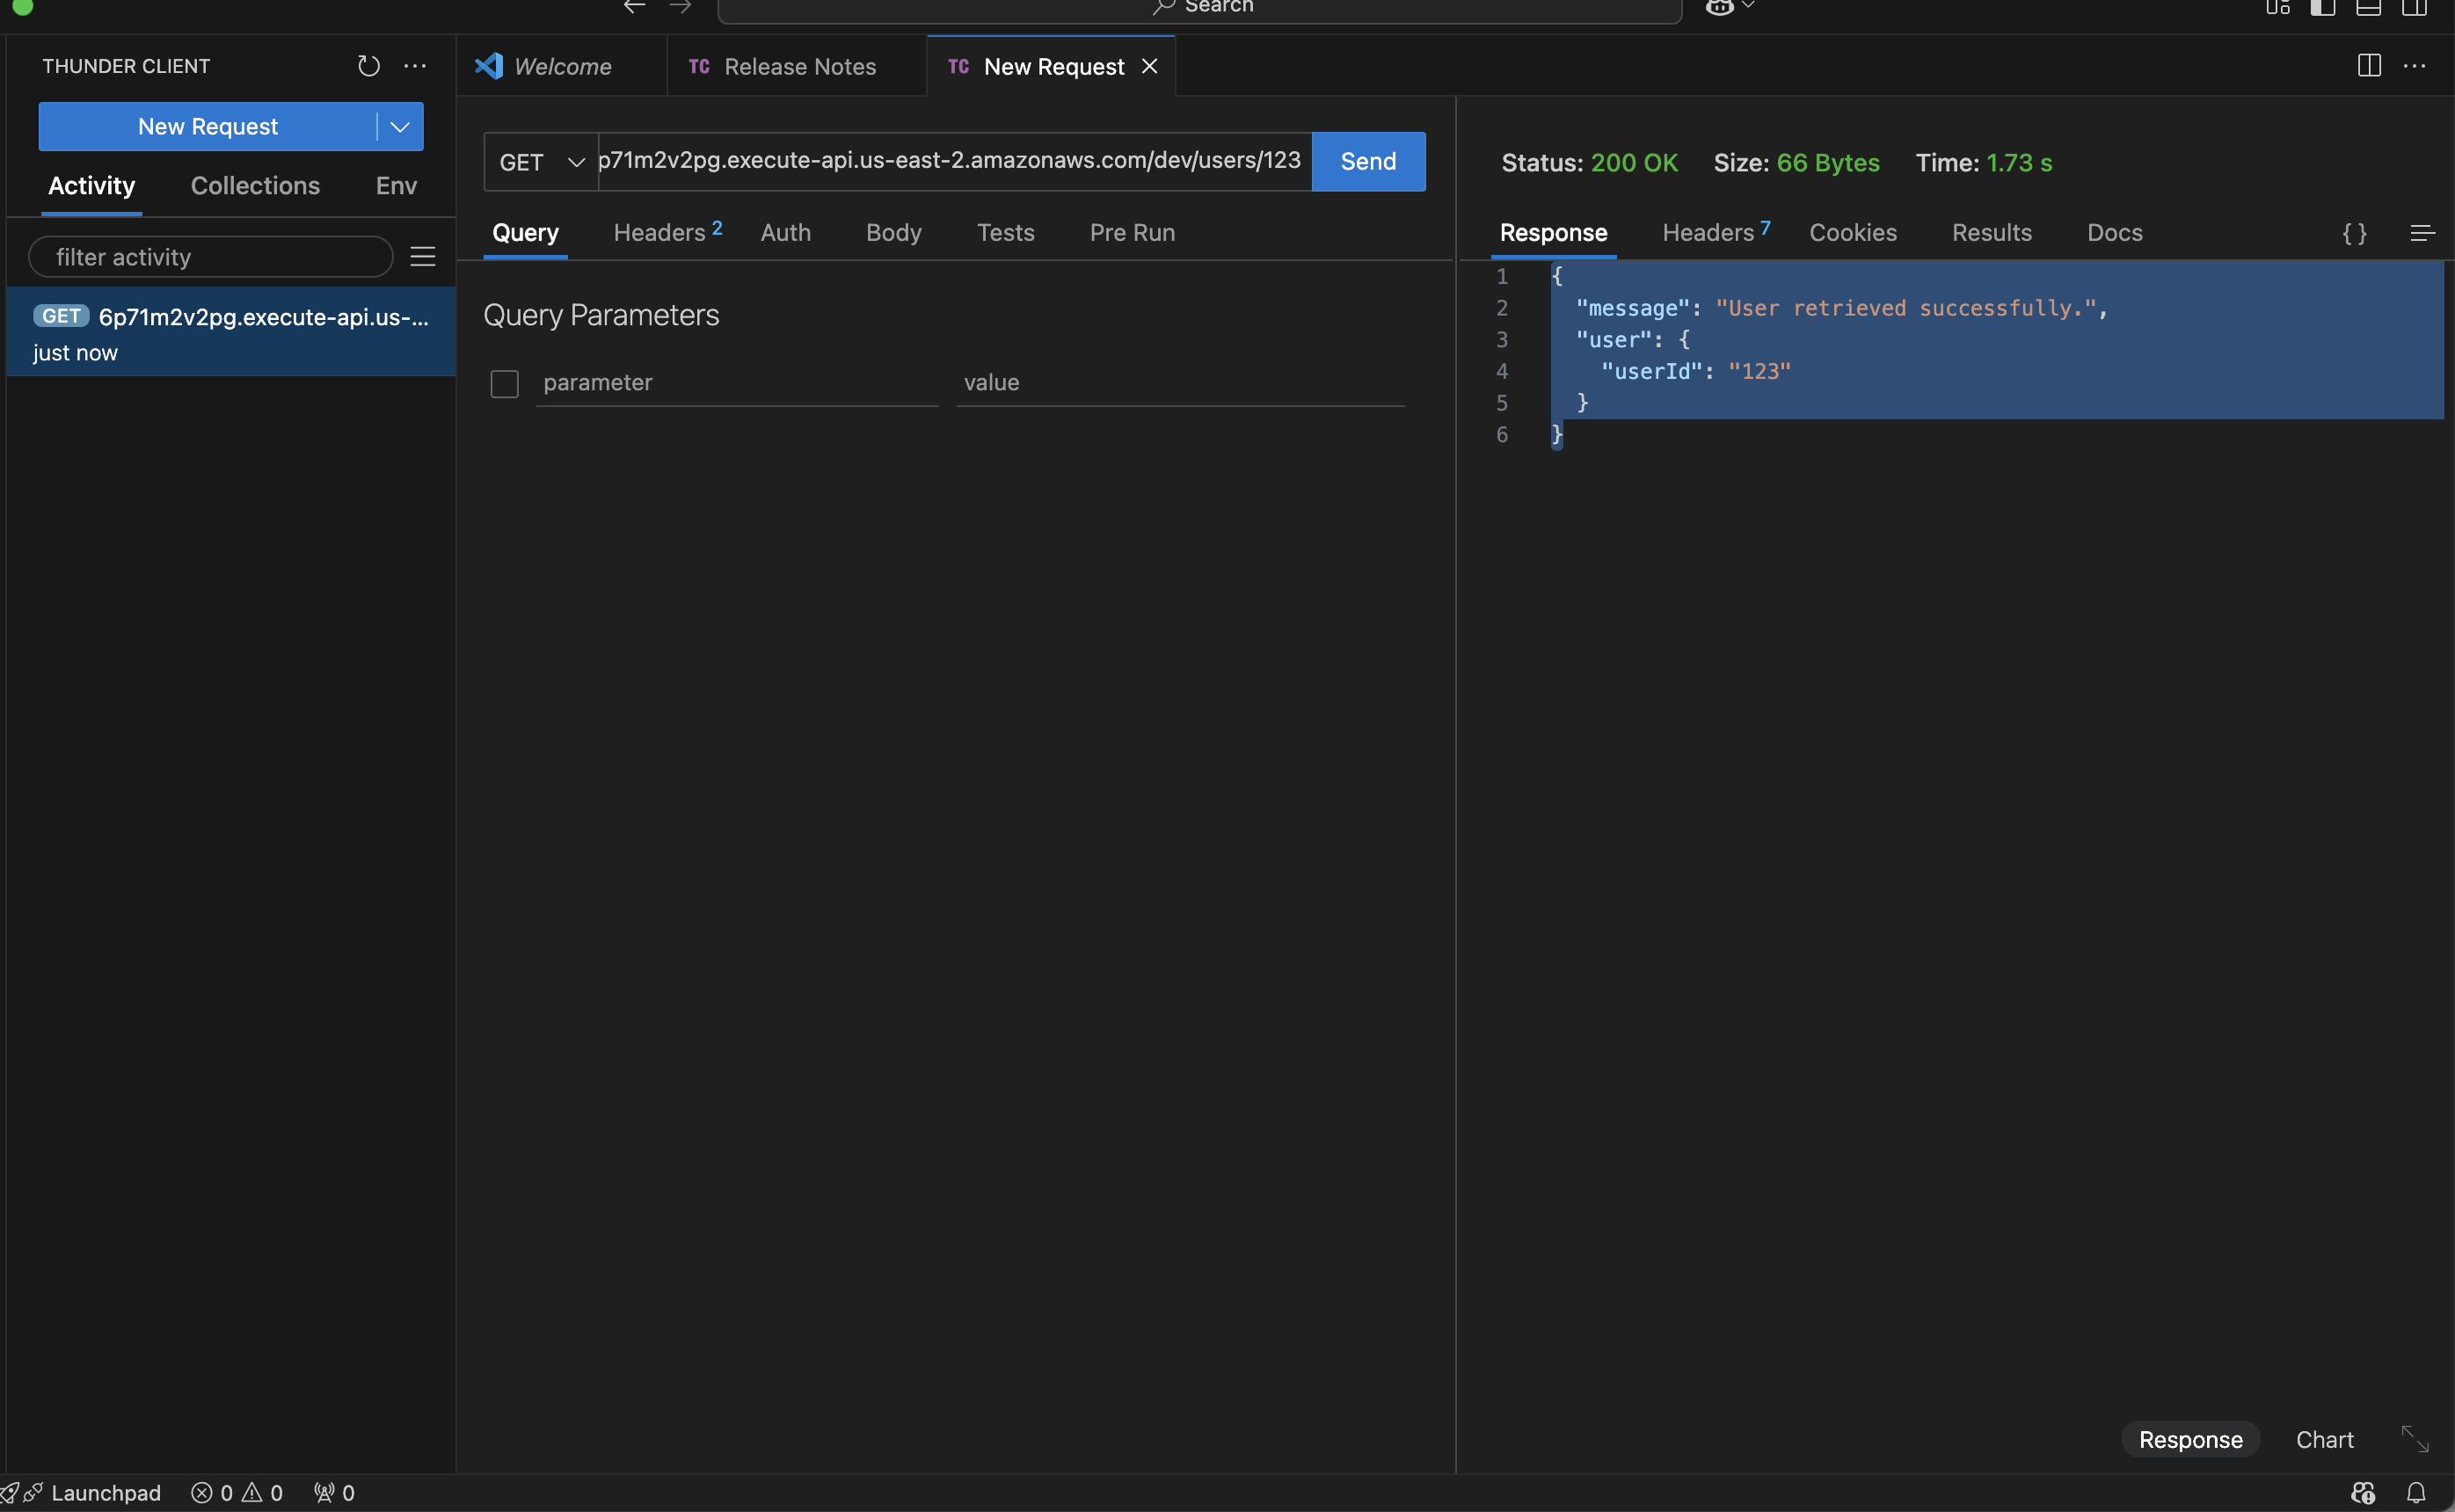 Search
THUNDER CLIENT
New Request
Activity Collections Env
filter activity
GET 6p71m2v2pg.execute-api.us-...
just now
Welcome
TC Release Notes
TC New Request
GET p71m2v2pg.execute-api.us-east-2.amazonaws.com/dev/users/123 Send
Query Headers 2 Auth Body Tests Pre Run
Query Parameters
parameter value
Status: 200 OK Size: 66 Bytes Time: 1.73 s
Response Headers 7 Cookies Results Docs { }
1 {
2 "message": "User retrieved successfully.",
3 "user": {
4 "userId": "123"
5 }
6 }
Response Chart
Launchpad 0 0 0